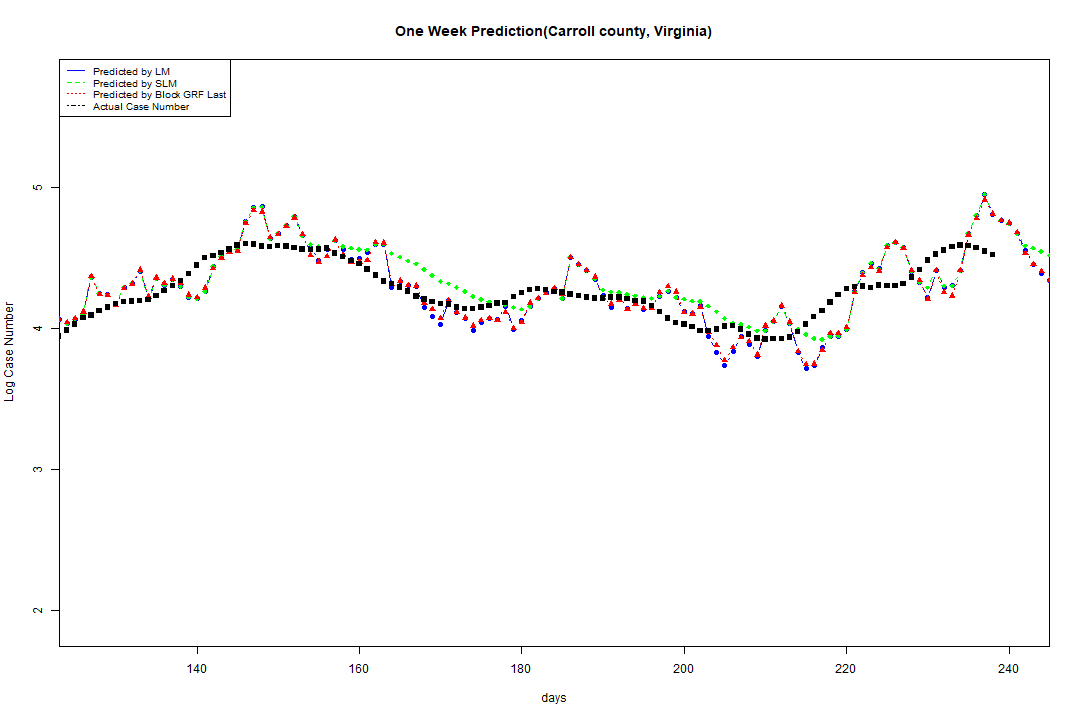 One Week Prediction(Carroll county, Virginia)
Predicted by LM
Predicted by SLM
Predicted by Block GRF Last
Actual Case Number
5
4
3
2
Log Case Number
140 160 180 200 220 240
days